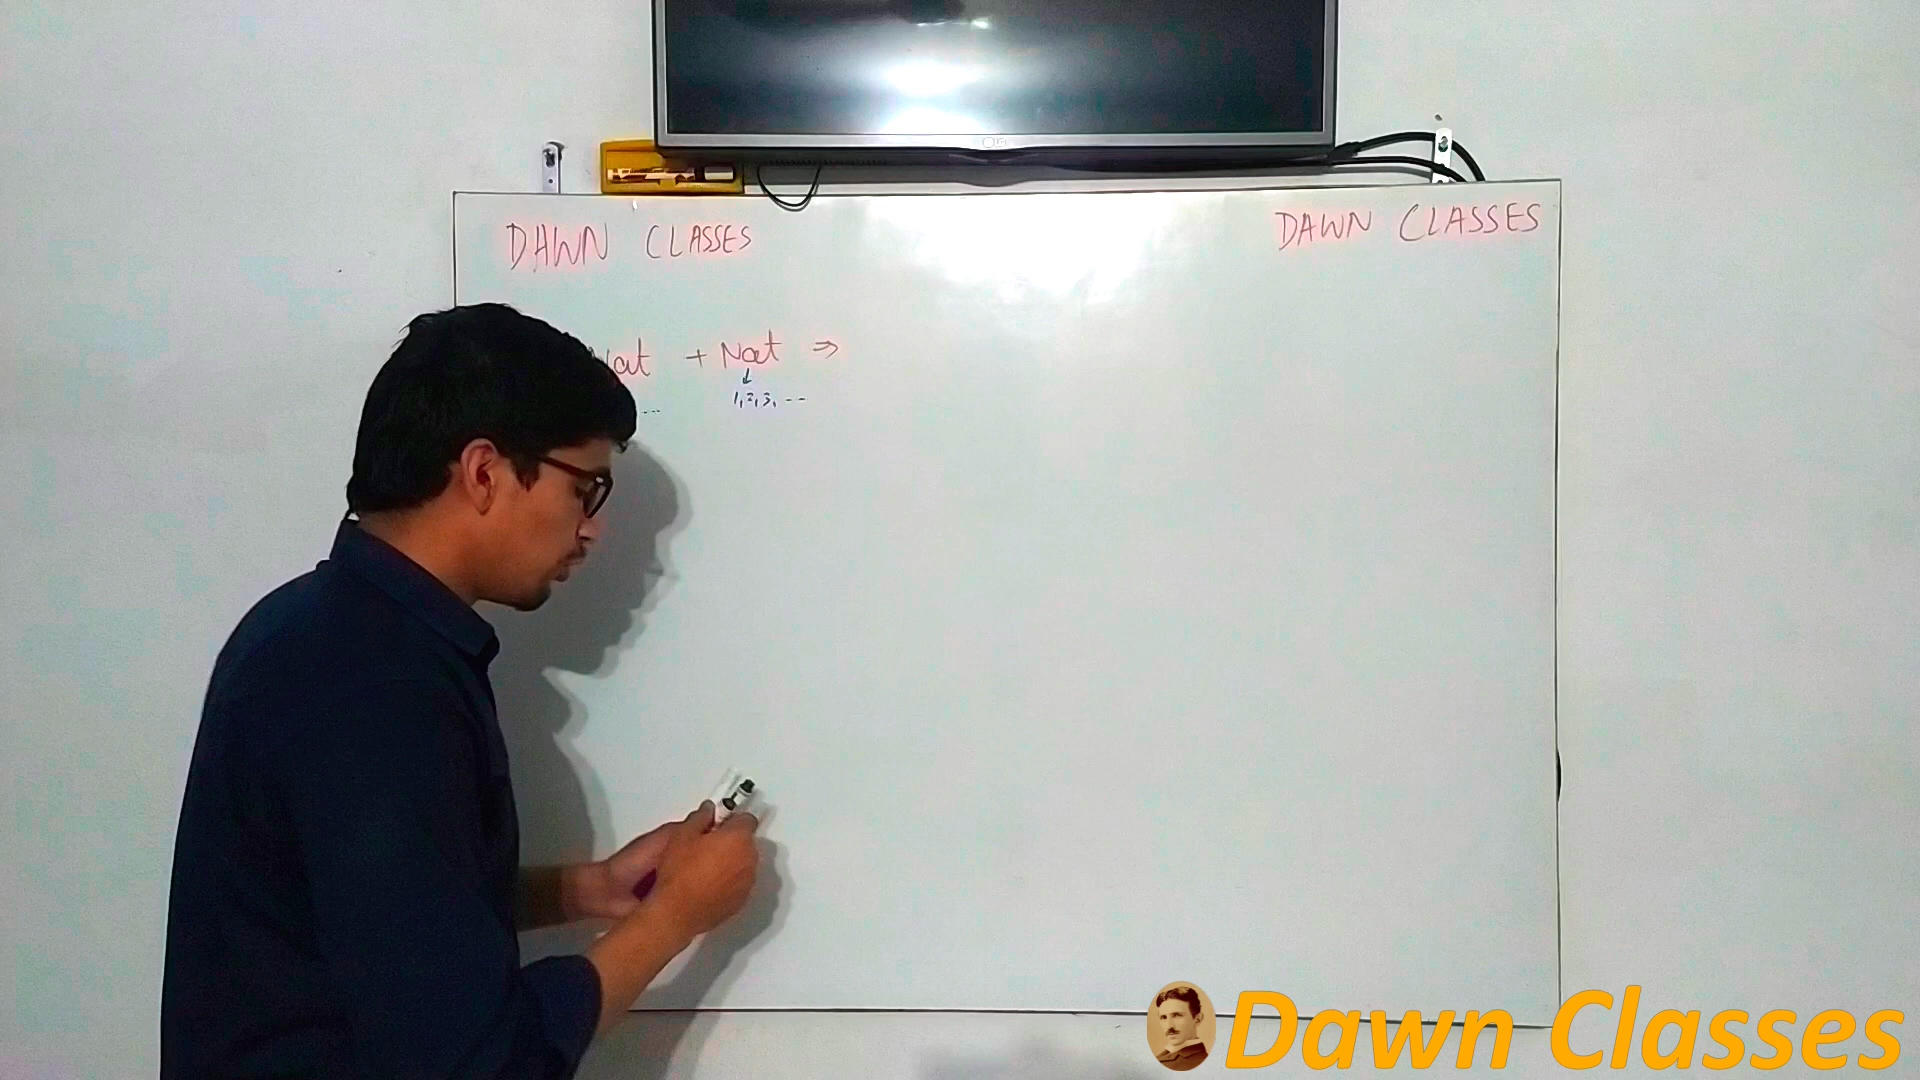 DAWN CLASSES
DAWN CLASSES
Nat + Nat ⇒
↓
... 1, 2, 3, --
Dawn Classes